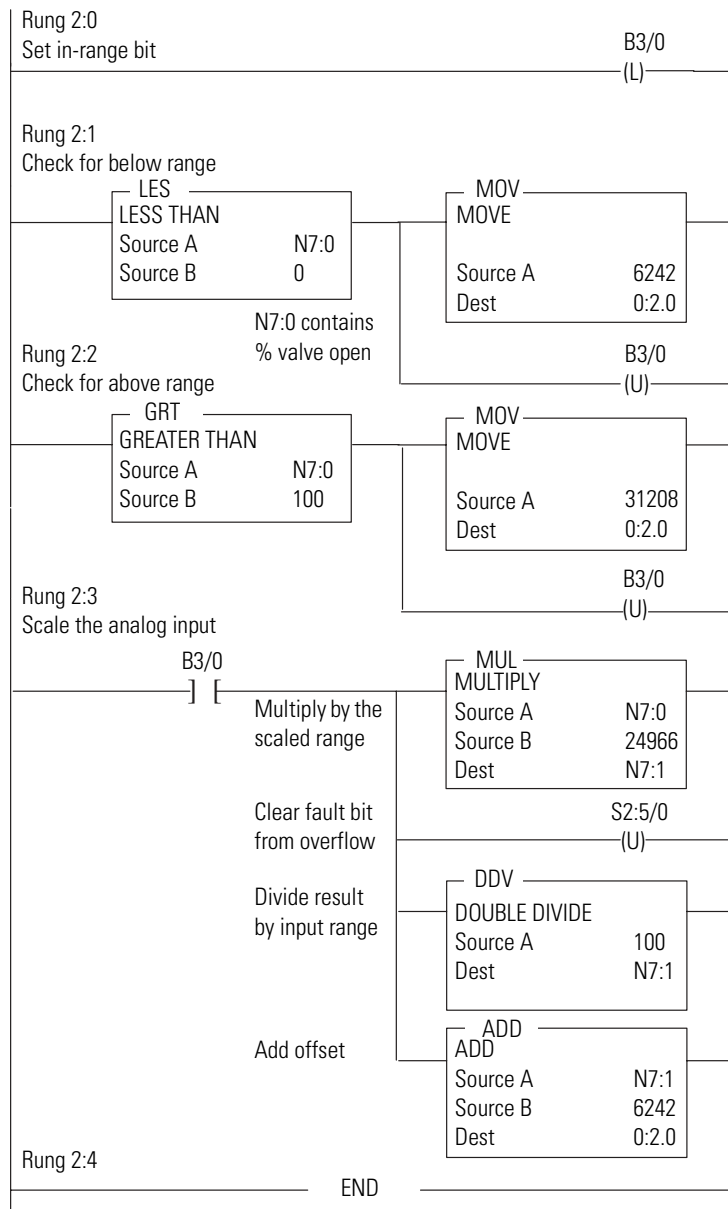 Rung 2:0
Set in-range bit
B3/0
(L)
Rung 2:1
Check for below range
LES
LESS THAN
Source A N7:0
Source B 0
MOV
MOVE
Source A 6242
Dest 0:2.0
N7:0 contains
% valve open
B3/0
(U)
Rung 2:2
Check for above range
GRT
GREATER THAN
Source A N7:0
Source B 100
MOV
MOVE
Source A 31208
Dest 0:2.0
B3/0
(U)
Rung 2:3
Scale the analog input
B3/0
] [
Multiply by the
scaled range
MUL
MULTIPLY
Source A N7:0
Source B 24966
Dest N7:1
Clear fault bit
from overflow
S2:5/0
(U)
Divide result
by input range
DDV
DOUBLE DIVIDE
Source A 100
Dest N7:1
Add offset
ADD
ADD
Source A N7:1
Source B 6242
Dest 0:2.0
Rung 2:4
END